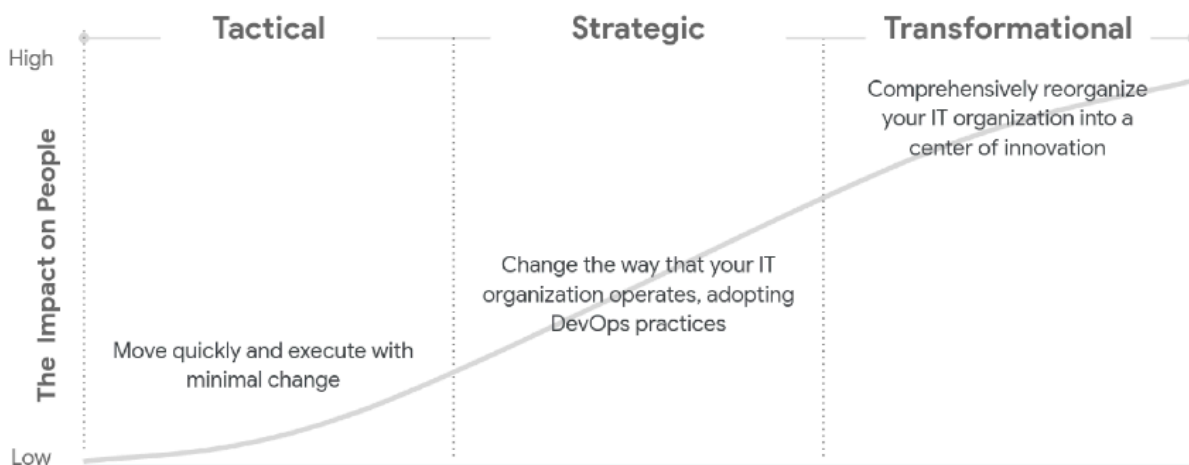 Tactical
Strategic
Transformational
High
The Impact on People
Low
Move quickly and execute with
minimal change
Change the way that your IT
organization operates, adopting
DevOps practices
Comprehensively reorganize
your IT organization into a
center of innovation